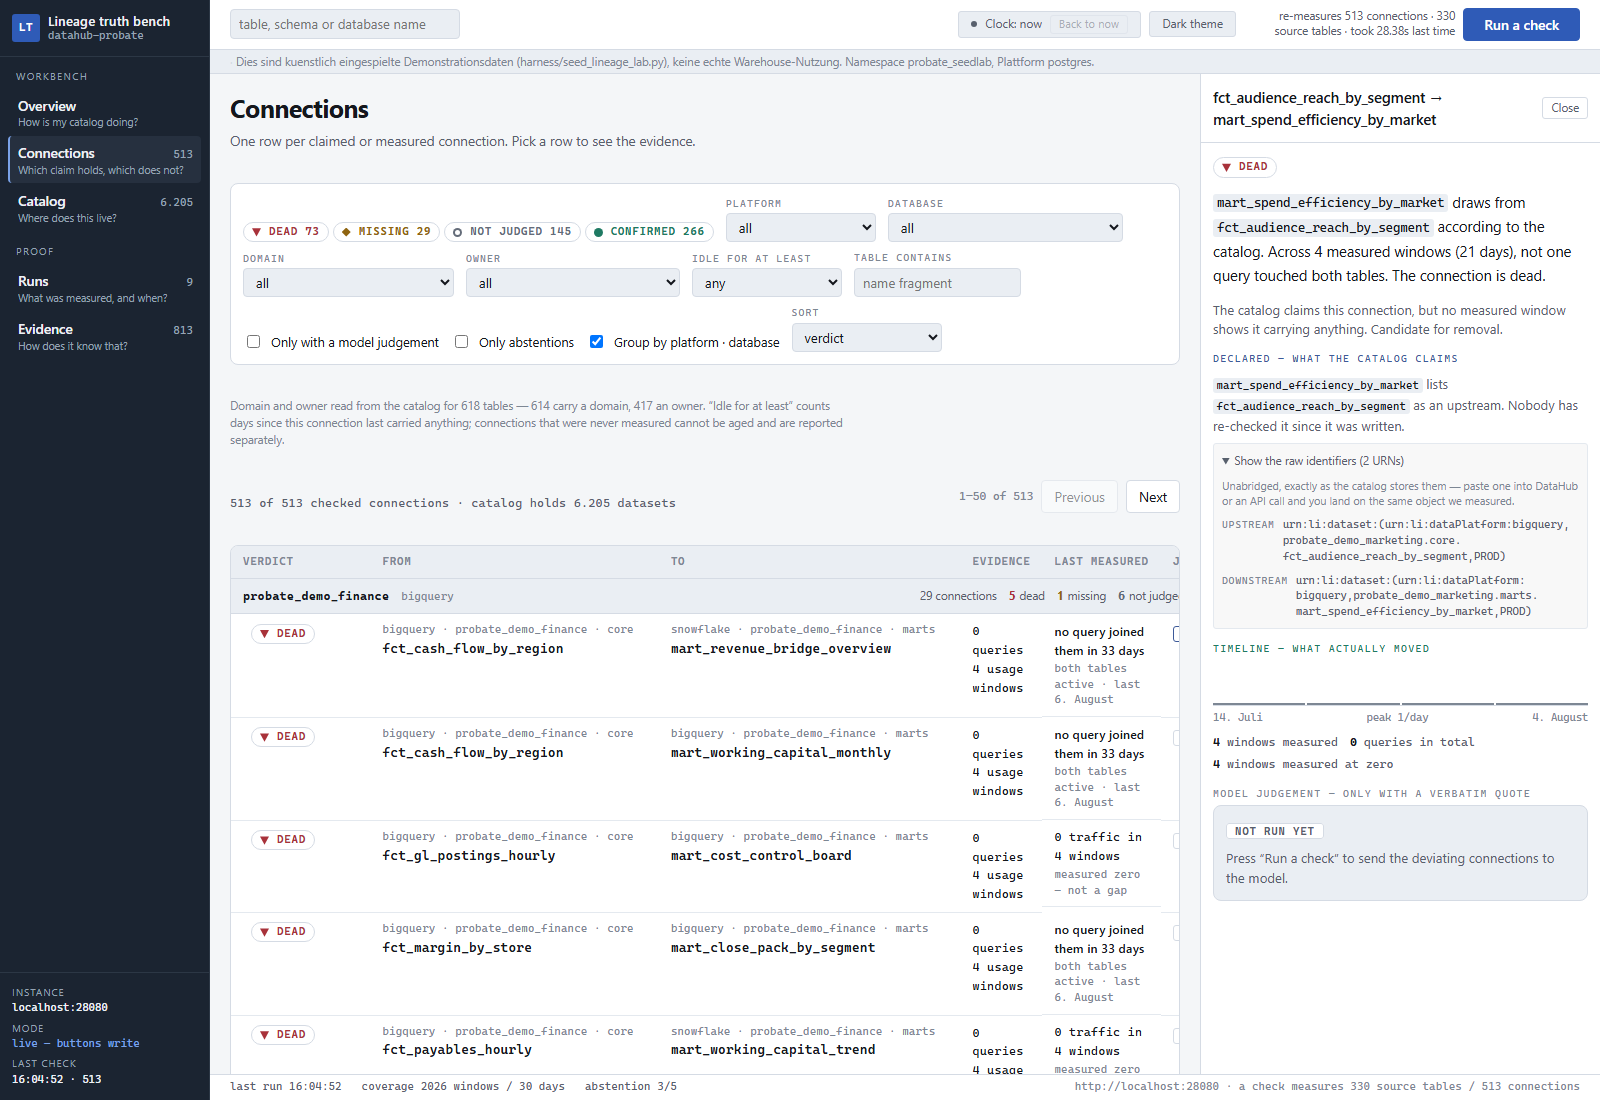 LT
Lineage truth bench
datahub-probate
WORKBENCH
Overview
How is my catalog doing?
Connections 513
Which claim holds, which does not?
Catalog 6.205
Where does this live?
PROOF
Runs 9
What was measured, and when?
Evidence 813
How does it know that?
INSTANCE
localhost:28080
MODE
live – buttons write
LAST CHECK
16:04:52 · 513
table, schema or database name
Clock: now Back to now
Dark theme
re-measures 513 connections · 330
source tables · took 28.38s last time
Run a check
· Dies sind kuenstlich eingespielte Demonstrationsdaten (harness/seed_lineage_lab.py), keine echte Warehouse-Nutzung. Namespace probate_seedlab, Plattform postgres.
Connections
One row per claimed or measured connection. Pick a row to see the evidence.
DEAD 73 MISSING 29 NOT JUDGED 145 CONFIRMED 266
PLATFORM
all
DATABASE
all
DOMAIN
all
OWNER
all
IDLE FOR AT LEAST
any
TABLE CONTAINS
name fragment
Only with a model judgement Only abstentions Group by platform · database
SORT
verdict
Domain and owner read from the catalog for 618 tables — 614 carry a domain, 417 an owner. “Idle for at least” counts
days since this connection last carried anything; connections that were never measured cannot be aged and are reported
separately.
513 of 513 checked connections · catalog holds 6.205 datasets
1–50 of 513 Previous Next
VERDICT FROM TO EVIDENCE LAST MEASURED J
probate_demo_finance bigquery 29 connections 5 dead 1 missing 6 not judge
DEAD
bigquery · probate_demo_finance · core
fct_cash_flow_by_region
snowflake · probate_demo_finance · marts
mart_revenue_bridge_overview
0
queries
4 usage
windows
no query joined
them in 33 days
both tables
active · last
6. August
DEAD
bigquery · probate_demo_finance · core
fct_cash_flow_by_region
bigquery · probate_demo_finance · marts
mart_working_capital_monthly
0
queries
4 usage
windows
no query joined
them in 33 days
both tables
active · last
6. August
DEAD
bigquery · probate_demo_finance · core
fct_gl_postings_hourly
bigquery · probate_demo_finance · marts
mart_cost_control_board
0
queries
4 usage
windows
0 traffic in
4 windows
measured zero
– not a gap
DEAD
bigquery · probate_demo_finance · core
fct_margin_by_store
bigquery · probate_demo_finance · marts
mart_close_pack_by_segment
0
queries
4 usage
windows
no query joined
them in 33 days
both tables
active · last
6. August
DEAD
bigquery · probate_demo_finance · core
fct_payables_hourly
snowflake · probate_demo_finance · marts
mart_working_capital_trend
0
queries
4 usage
0 traffic in
4 windows
measured zero
last run 16:04:52 coverage 2026 windows / 30 days abstention 3/5
http://localhost:28080 · a check measures 330 source tables / 513 connections
fct_audience_reach_by_segment →
mart_spend_efficiency_by_market
Close
DEAD
mart_spend_efficiency_by_market draws from
fct_audience_reach_by_segment according to the
catalog. Across 4 measured windows (21 days), not one
query touched both tables. The connection is dead.
The catalog claims this connection, but no measured window
shows it carrying anything. Candidate for removal.
DECLARED – WHAT THE CATALOG CLAIMS
mart_spend_efficiency_by_market lists
fct_audience_reach_by_segment as an upstream. Nobody has
re-checked it since it was written.
Show the raw identifiers (2 URNs)
Unabridged, exactly as the catalog stores them — paste one into DataHub
or an API call and you land on the same object we measured.
UPSTREAM urn:li:dataset:(urn:li:dataPlatform:bigquery,
probate_demo_marketing.core.
fct_audience_reach_by_segment,PROD)
DOWNSTREAM urn:li:dataset:(urn:li:dataPlatform:
bigquery,probate_demo_marketing.marts.
mart_spend_efficiency_by_market,PROD)
TIMELINE – WHAT ACTUALLY MOVED
14. Juli peak 1/day 4. August
4 windows measured 0 queries in total
4 windows measured at zero
MODEL JUDGEMENT – ONLY WITH A VERBATIM QUOTE
NOT RUN YET
Press “Run a check” to send the deviating connections to
the model.